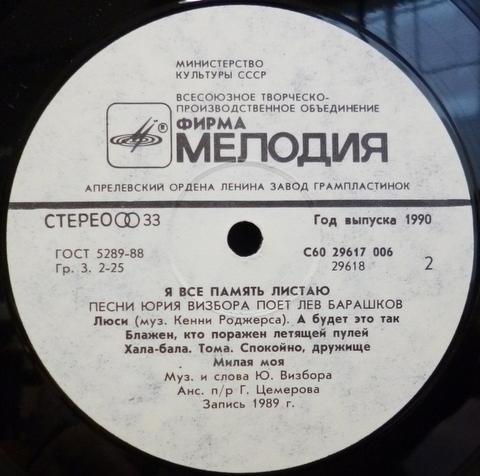 МИНИСТЕРСТВО
КУЛЬТУРЫ СССР
ВСЕСОЮЗНОЕ ТВОРЧЕСКО-
ПРОИЗВОДСТВЕННОЕ ОБЪЕДИНЕНИЕ
®
ФИРМА
МЕЛОДИЯ
АПРЕЛЕВСКИЙ ОРДЕНА ЛЕНИНА ЗАВОД ГРАМПЛАСТИНОК
СТЕРЕО 33
Год выпуска 1990
ГОСТ 5289-88
С60 29617 006
Гр. 3. 2-25
29618
2
Я ВСЕ ПАМЯТЬ ЛИСТАЮ
ПЕСНИ ЮРИЯ ВИЗБОРА ПОЕТ ЛЕВ БАРАШКОВ
Люси (муз. Кенни Роджерса). А будет это так
Блажен, кто поражен летящей пулей
Хала-бала. Тома. Спокойно, дружище
Милая моя
Муз. и слова Ю. Визбора
Анс. п/р Г. Цемерова
Запись 1989 г.